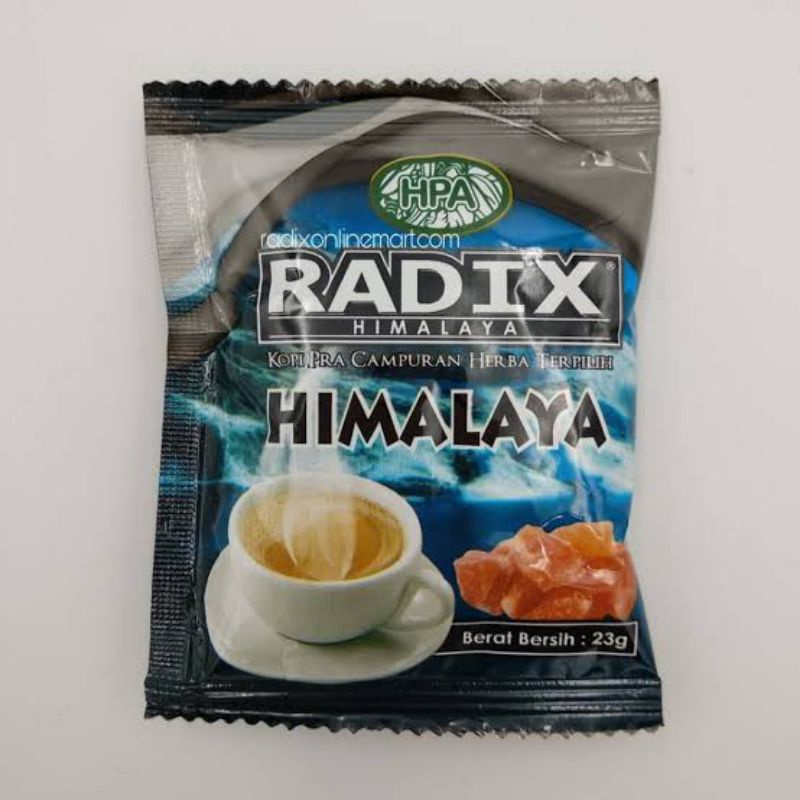 HPA
radixonlinemart.com
RADIX®
HIMALAYA
KOPI PRA CAMPURAN HERBA TERPILIH
HIMALAYA
Berat Bersih : 23g